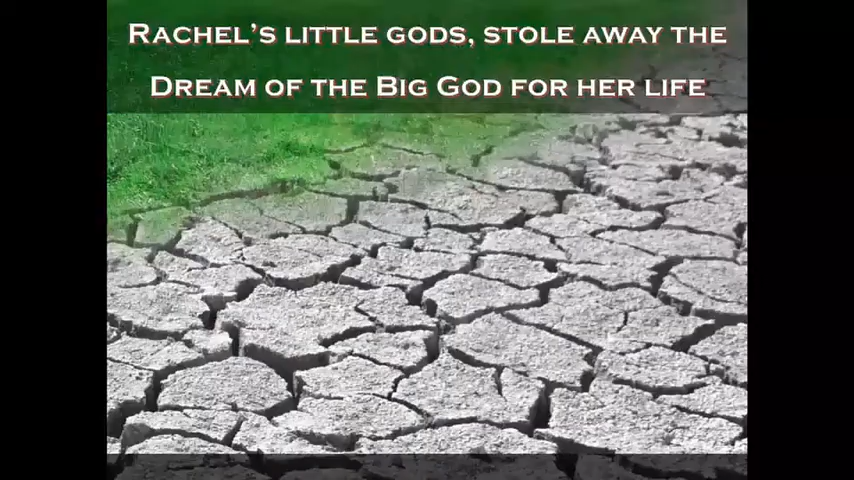 Rachel's little gods, stole away the
Dream of the Big God for her life